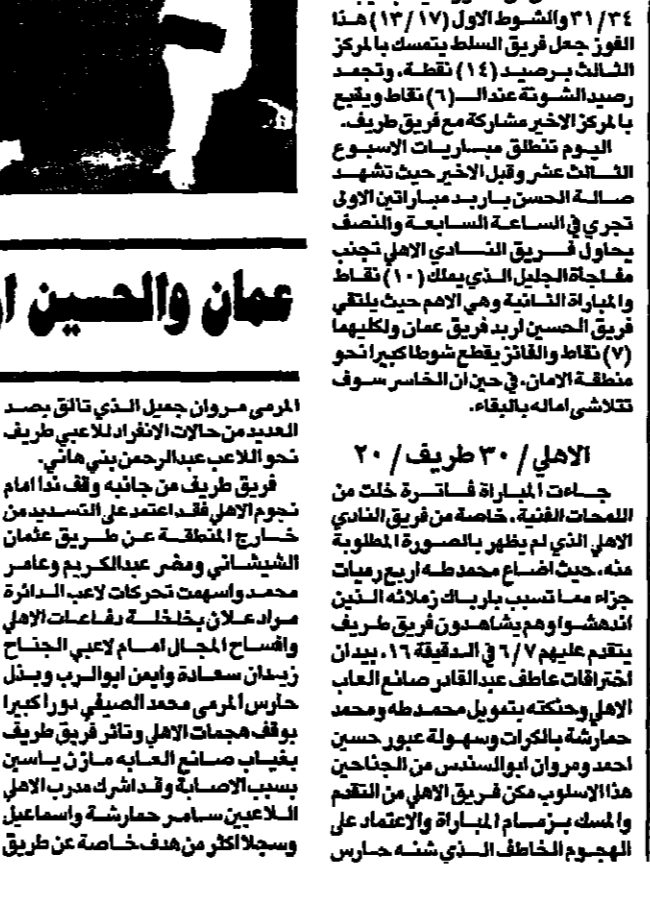 ٣١/٣٤ والشوط الاول (١٣/١٧) هذا
الفوز جعل فريق السلط يتمسك بالمركز
الثالث برصيد (١٤) نقطة، وتجمد
رصيد الشونة عند الـ (٦) نقاط ويقبع
بالمركز الاخير مشاركة مع فريق طريف.
اليوم تنطلق مباريات الاسبوع
الثالث عشر وقبل الاخير حيث تشهد
صالة الحسن باربد مباراتين الاولى
تجري في الساعة السابعة والنصف
يحاول فريق النادي الاهلي تجنب
مفاجأة الجليل الذي يملك (١٠) نقاط
والمباراة الثانية وهي الاهم حيث يلتقي
فريق الحسين اربد فريق عمان ولكليهما
(٧) نقاط والفائز يقطع شوطا كبيرا نحو
منطقة الامان، في حين ان الخاسر سوف
تتلاشى اماله بالبقاء.
الاهلي/ ٣٠ طريف/ ٢٠
جاءت المباراة فاترة خلت من
اللمحات الفنية، خاصة من فريق النادي
الاهلي الذي لم يظهر بالصورة المطلوبة
منه، حيث اضاع محمد طه اربع رميات
جزاء مما تسبب بارباك زملائه الذين
اندهشوا وهم يشاهدون فريق طريف
يتقدم عليهم ٦/٧ في الدقيقة ١٦، بيد ان
اختراقات عاطف عبدالقادر صانع العاب
الاهلي وحنكته بتمويل محمد طه ومحمد
حمارشة بالكرات وسهولة عبور حسين
احمد ومروان ابوالسندس من الجناحين
هذا الاسلوب مكن فريق الاهلي من التقدم
والمسك بزمام المباراة والاعتماد على
الهجوم الخاطف الذي شنه حارس
عمان والحسين
المرمى مروان جميل الذي تالق بصد
العديد من حالات الانفراد للاعبي طريف
نحو اللاعب عبدالرحمن بني هاني.
فريق طريف من جانبه وقف ندا امام
نجوم الاهلي فقد اعتمد على التسديد من
خارج المنطقة عن طريق عثمان
الشيشاني ومضر عبدالكريم وعامر
محمد واسهمت تحركات لاعب الدائرة
مراد علان بخلخلة دفاعات الاهلي
وافساح المجال امام لاعبي الجناح
زيدان سعادة وايمن ابوالرب وبذل
حارس المرمى محمد الصيفي دورا كبيرا
بوقف هجمات الاهلي وتاثر فريق طريف
بغياب صانع العابه مازن ياسين
بسبب الاصابة وقد اشرك مدرب الاهلي
اللاعبين سامر حمارشة واسماعيل
وسجلا اكثر من هدف خاصة عن طريق